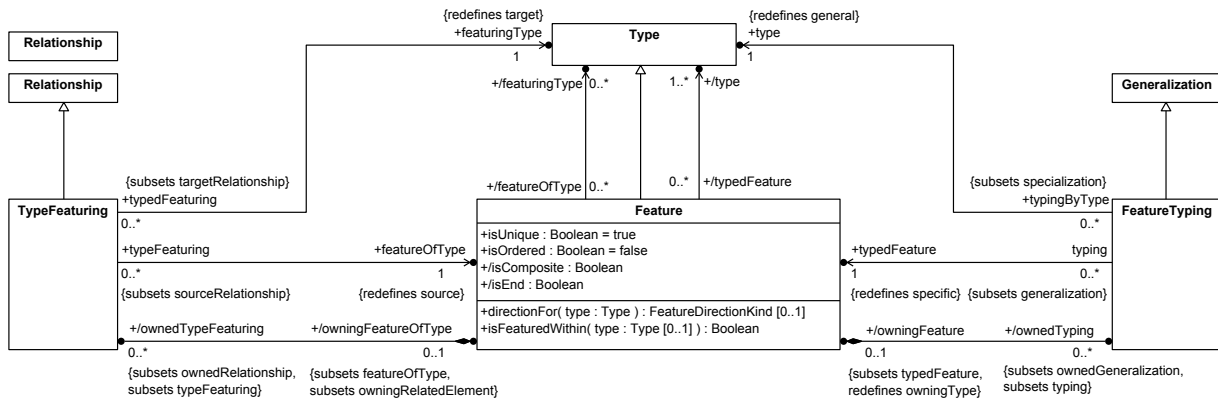 {redefines target}
+featuringType
1
Type
{redefines general}
+type
1
Relationship
Relationship
Generalization
+/featuringType 0..*
1..* +/type
{subsets targetRelationship}
+typedFeaturing
0..*
+/featureOfType 0..*
0..* +/typedFeature
{subsets specialization}
+typingByType
0..*
TypeFeaturing
Feature
FeatureTyping
+isUnique : Boolean = true
+isOrdered : Boolean = false
+/isComposite : Boolean
+/isEnd : Boolean
+directionFor( type : Type ) : FeatureDirectionKind [0..1]
+isFeaturedWithin( type : Type [0..1] ) : Boolean
+typeFeaturing
0..*
{subsets sourceRelationship}
+featureOfType
1
{redefines source}
+typedFeature
1
{redefines specific}
typing
0..*
{subsets generalization}
+/ownedTypeFeaturing
0..*
{subsets ownedRelationship,
subsets typeFeaturing}
+/owningFeatureOfType
0..1
{subsets featureOfType,
subsets owningRelatedElement}
+/owningFeature
0..1
{subsets typedFeature,
redefines owningType}
+/ownedTyping
0..*
{subsets ownedGeneralization,
subsets typing}